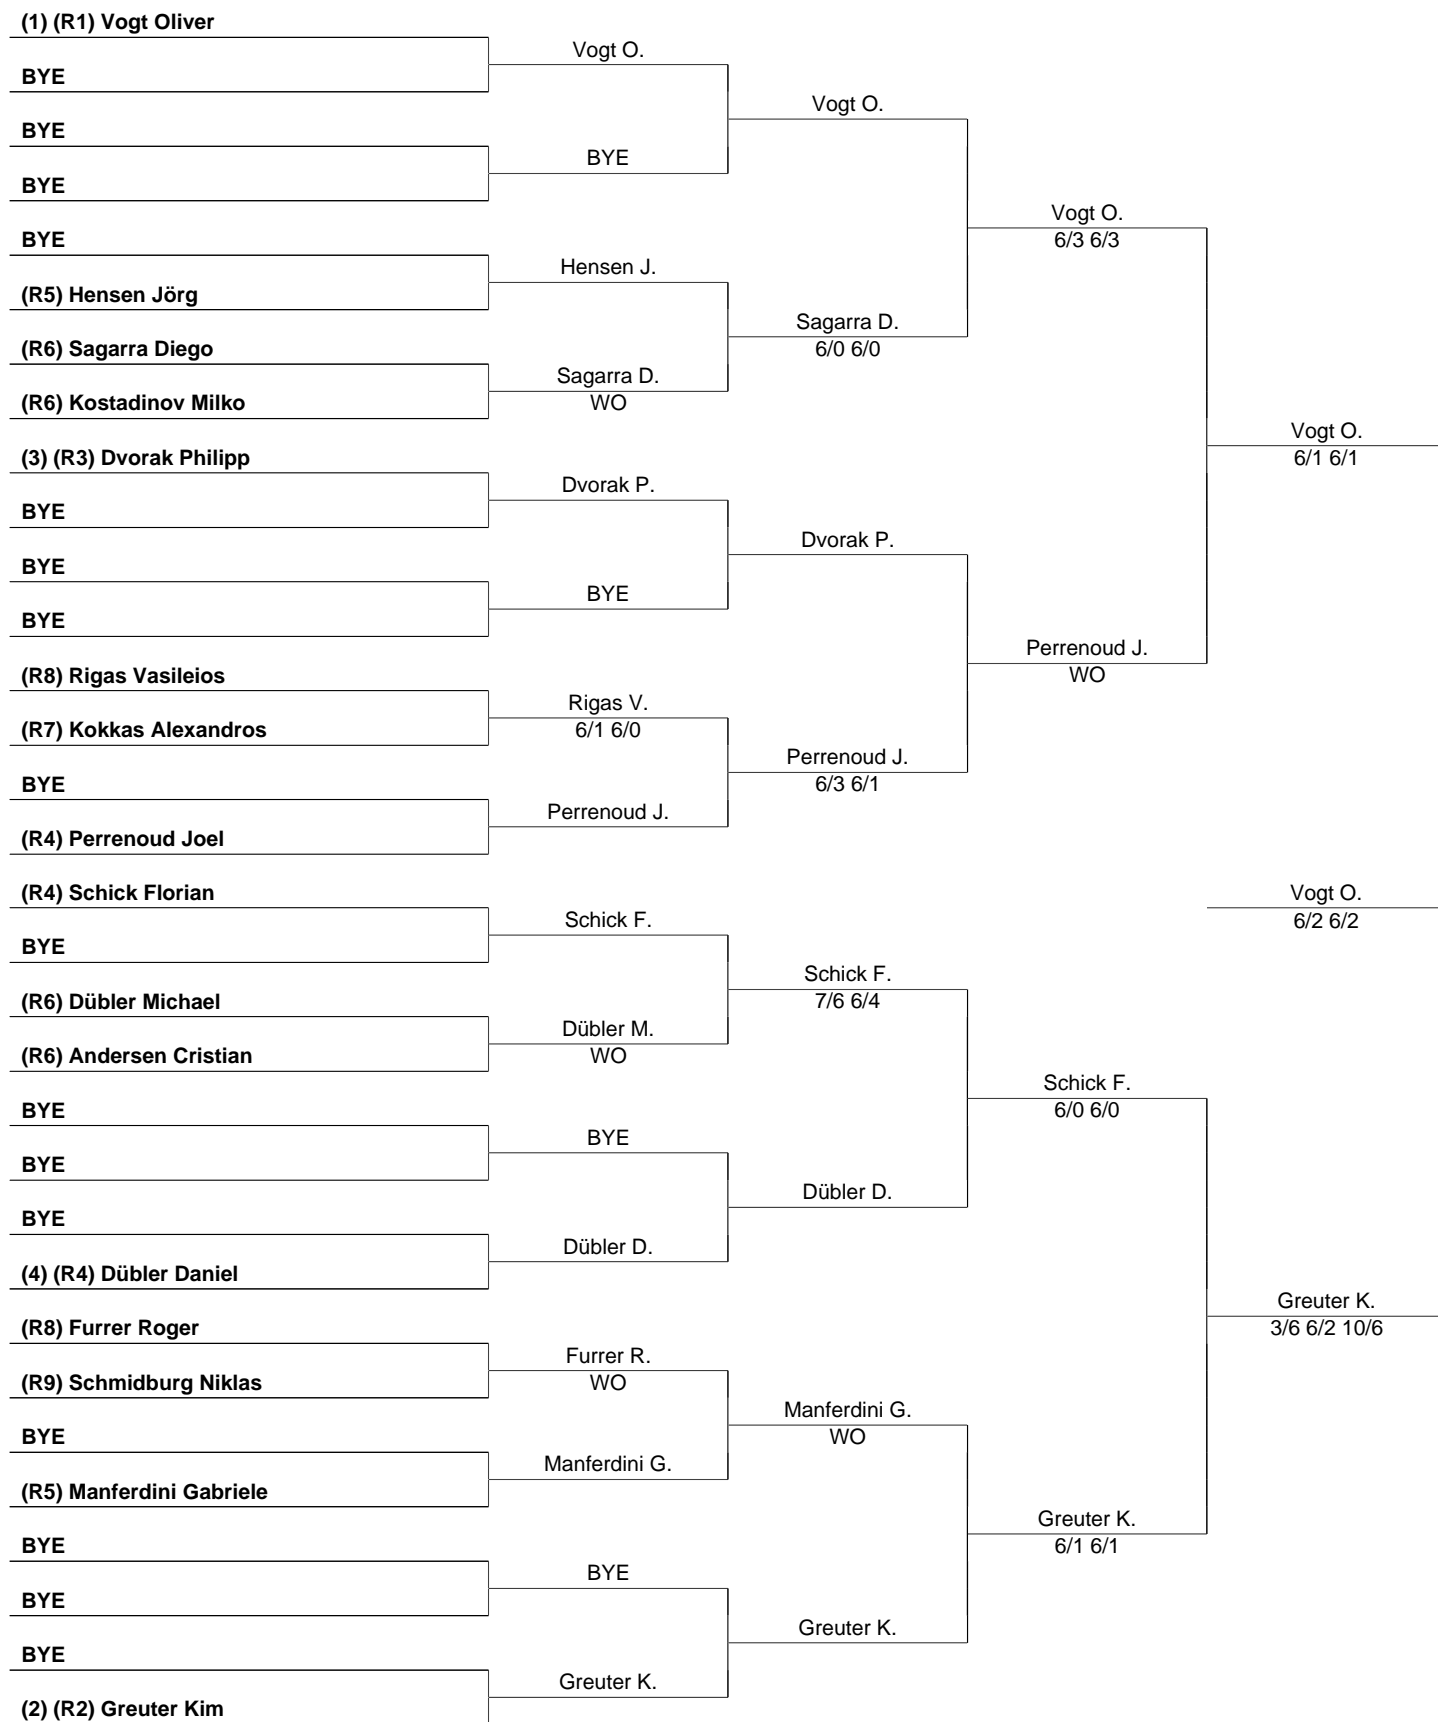 (1) (R1) Vogt Oliver
BYE
BYE
BYE
BYE
(R5) Hensen Jörg
(R6) Sagarra Diego
(R6) Kostadinov Milko
(3) (R3) Dvorak Philipp
BYE
BYE
BYE
(R8) Rigas Vasileios
(R7) Kokkas Alexandros
BYE
(R4) Perrenoud Joel
(R4) Schick Florian
BYE
(R6) Dübler Michael
(R6) Andersen Cristian
BYE
BYE
BYE
(4) (R4) Dübler Daniel
(R8) Furrer Roger
(R9) Schmidburg Niklas
BYE
(R5) Manferdini Gabriele
BYE
BYE
BYE
(2) (R2) Greuter Kim
Vogt O.
BYE
Hensen J.
Sagarra D.
WO
Dvorak P.
BYE
Rigas V.
6/1 6/0
Perrenoud J.
Schick F.
Dübler M.
WO
BYE
Dübler D.
Furrer R.
WO
Manferdini G.
BYE
Greuter K.
Vogt O.
Sagarra D.
6/0 6/0
Dvorak P.
Perrenoud J.
6/3 6/1
Schick F.
7/6 6/4
Dübler D.
Manferdini G.
WO
Greuter K.
Vogt O.
6/3 6/3
Perrenoud J.
WO
Schick F.
6/0 6/0
Greuter K.
6/1 6/1
Vogt O.
6/1 6/1
Vogt O.
6/2 6/2
Greuter K.
3/6 6/2 10/6